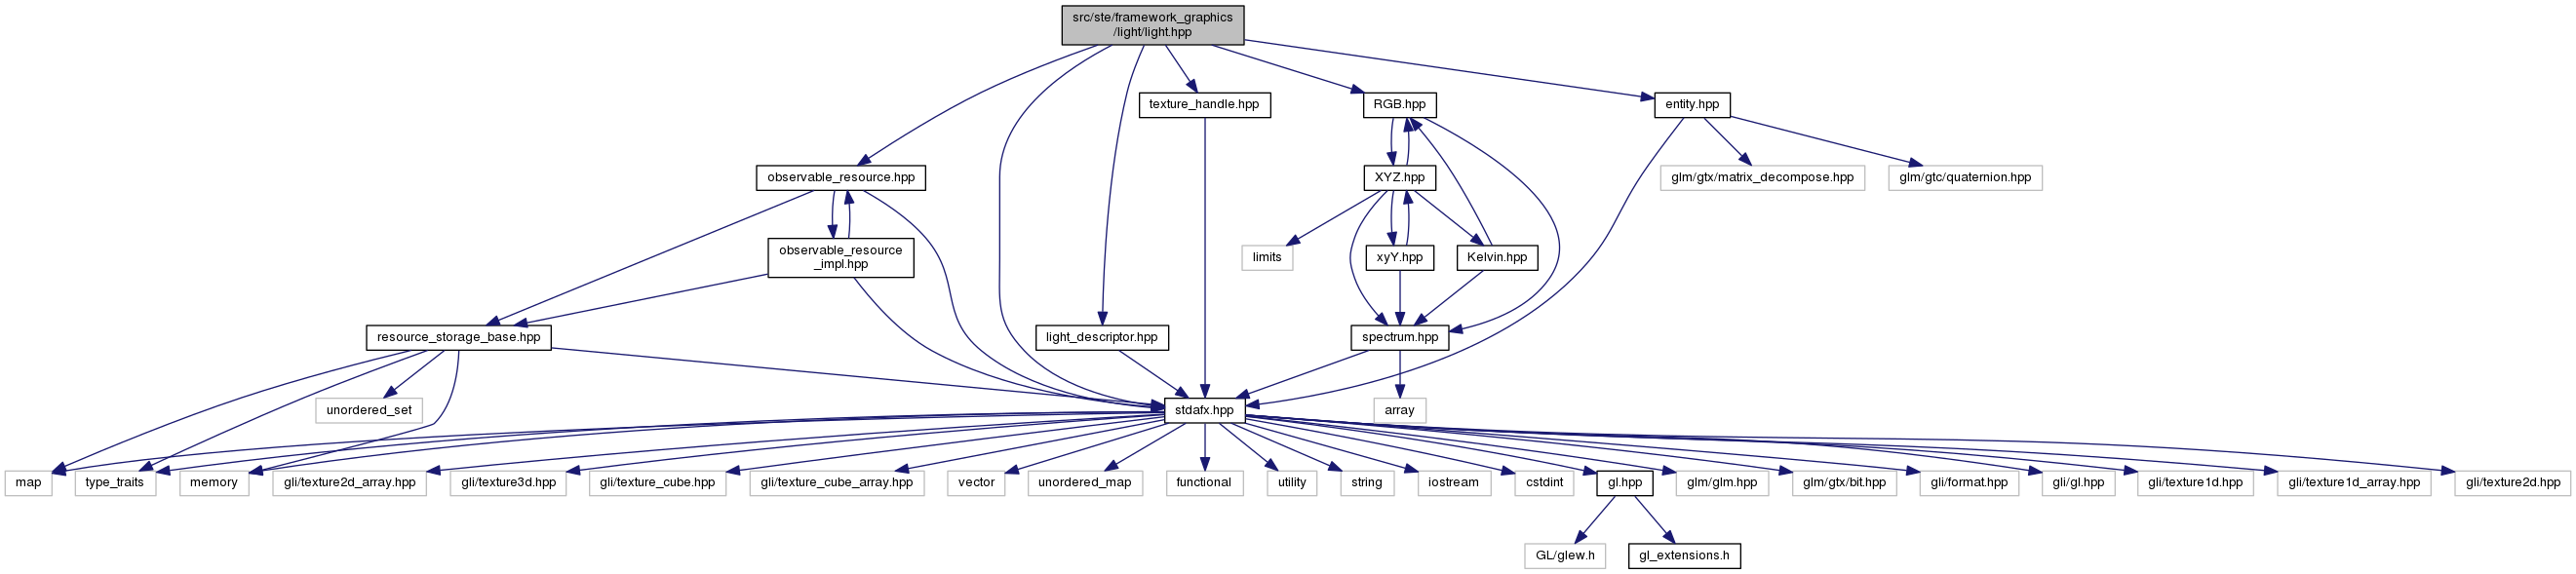 src/ste/framework_graphics
/light/light.hpp
texture_handle.hpp
RGB.hpp
entity.hpp
observable_resource.hpp
XYZ.hpp
glm/gtx/matrix_decompose.hpp
glm/gtc/quaternion.hpp
observable_resource
_impl.hpp
limits
xyY.hpp
Kelvin.hpp
resource_storage_base.hpp
light_descriptor.hpp
spectrum.hpp
unordered_set
stdafx.hpp
array
map
type_traits
memory
gli/texture2d_array.hpp
gli/texture3d.hpp
gli/texture_cube.hpp
gli/texture_cube_array.hpp
vector
unordered_map
functional
utility
string
iostream
cstdint
gl.hpp
glm/glm.hpp
glm/gtx/bit.hpp
gli/format.hpp
gli/gl.hpp
gli/texture1d.hpp
gli/texture1d_array.hpp
gli/texture2d.hpp
GL/glew.h
gl_extensions.h